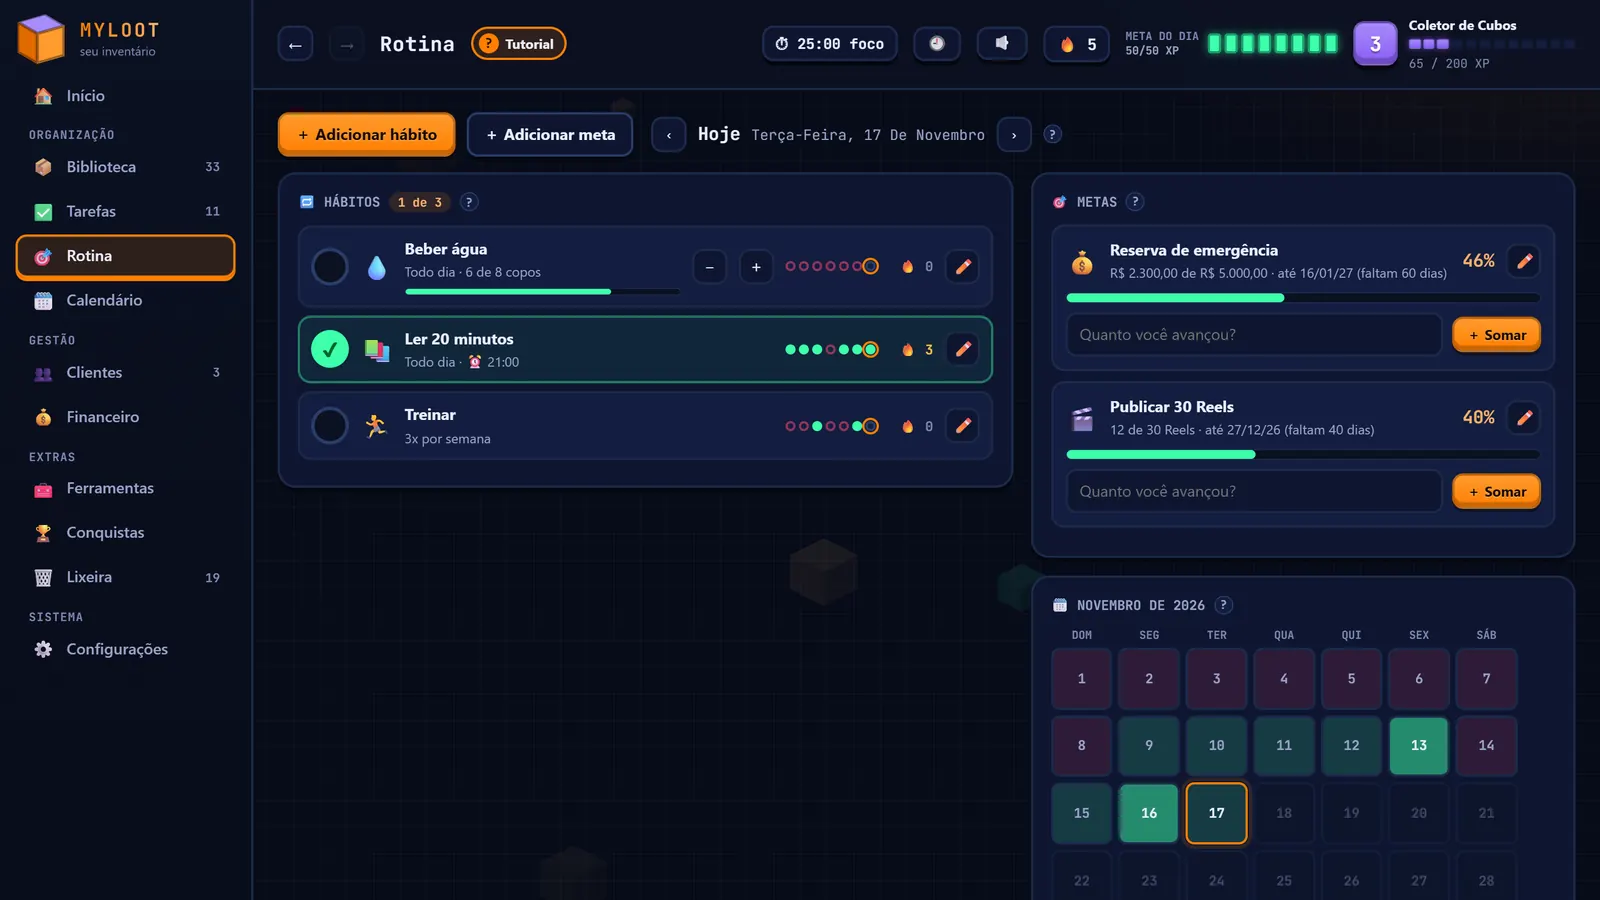 MYLOOT
seu inventário
Início
ORGANIZAÇÃO
Biblioteca 33
Tarefas 11
Rotina
Calendário
GESTÃO
Clientes 3
Financeiro
EXTRAS
Ferramentas
Conquistas
Lixeira 19
SISTEMA
Configurações
← → Rotina ? Tutorial
25:00 foco
5
META DO DIA
50/50 XP
3
Coletor de Cubos
65 / 200 XP
+ Adicionar hábito
+ Adicionar meta
‹ Hoje Terça-Feira, 17 De Novembro › ?
HÁBITOS 1 de 3 ?
Beber água
Todo dia · 6 de 8 copos
− + 0
Ler 20 minutos
Todo dia · ⏰ 21:00
3
Treinar
3x por semana
0
METAS ?
Reserva de emergência
R$ 2.300,00 de R$ 5.000,00 · até 16/01/27 (faltam 60 dias)
46%
Quanto você avançou? + Somar
Publicar 30 Reels
12 de 30 Reels · até 27/12/26 (faltam 40 dias)
40%
Quanto você avançou? + Somar
NOVEMBRO DE 2026 ?
DOM SEG TER QUA QUI SEX SÁB
1 2 3 4 5 6 7
8 9 10 11 12 13 14
15 16 17 18 19 20 21
22 23 24 25 26 27 28